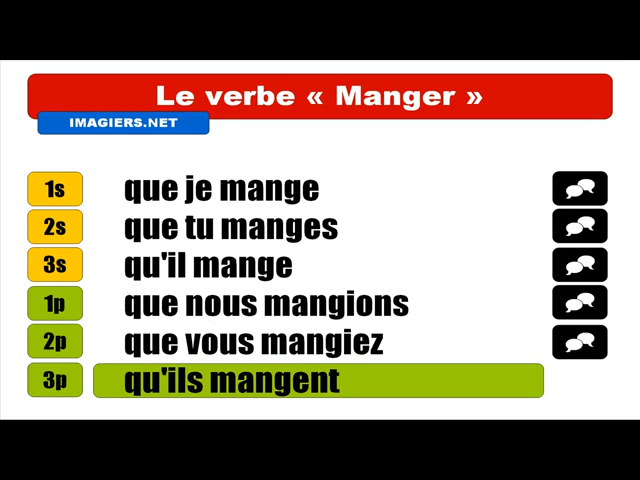 Le verbe « Manger »
IMAGIERS.NET
1s que je mange
2s que tu manges
3s qu'il mange
1p que nous mangions
2p que vous mangiez
3p qu'ils mangent